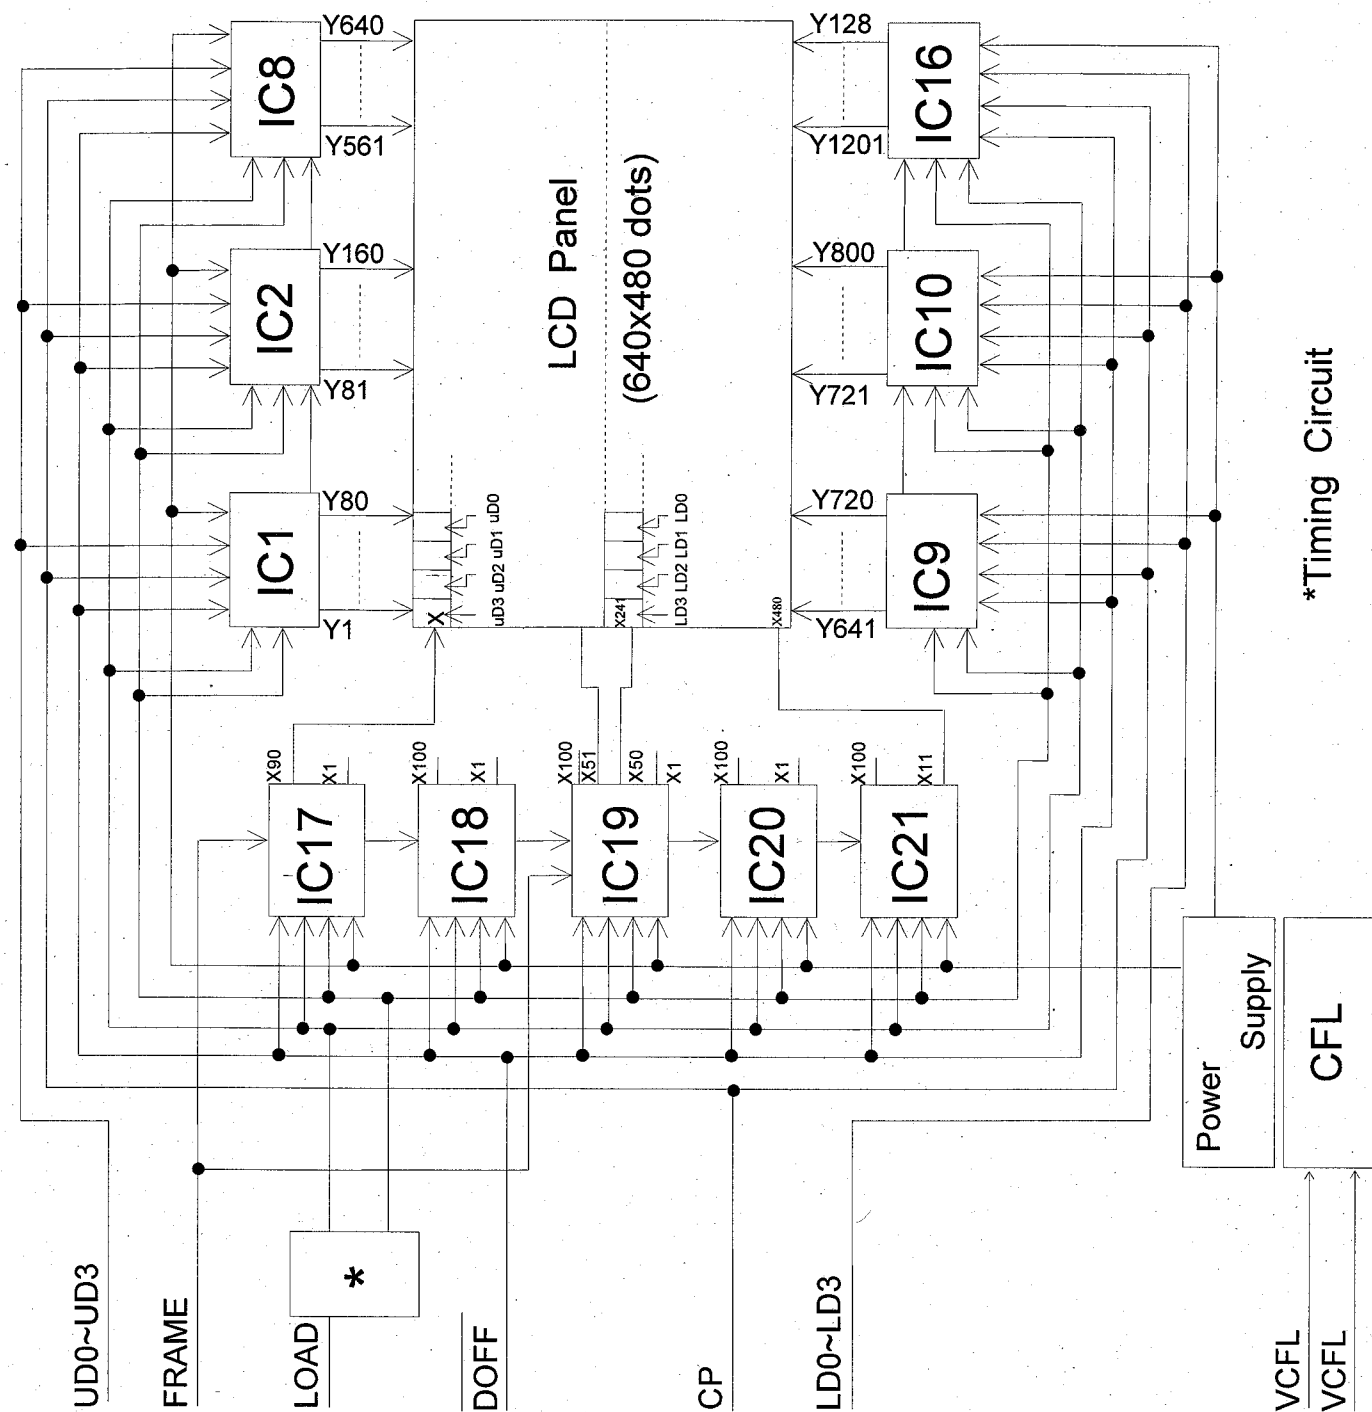 Y640
IC8
Y561
Y160
IC2
Y81
Y80
IC1
Y1
LCD Panel
(640x480 dots)
uD3 uD2 uD1 uD0
X
X241
LD3 LD2 LD1 LD0
X480
Y128
IC16
Y1201
Y800
IC10
Y721
Y720
IC9
Y641
X90
X1
IC17
X100
X1
IC18
X100
X51
X50
X1
IC19
X100
X1
IC20
X100
X11
IC21
*Timing Circuit
Power
Supply
CFL
UD0~UD3
FRAME
LOAD
*
DOFF
CP
LD0~LD3
VCFL
VCFL